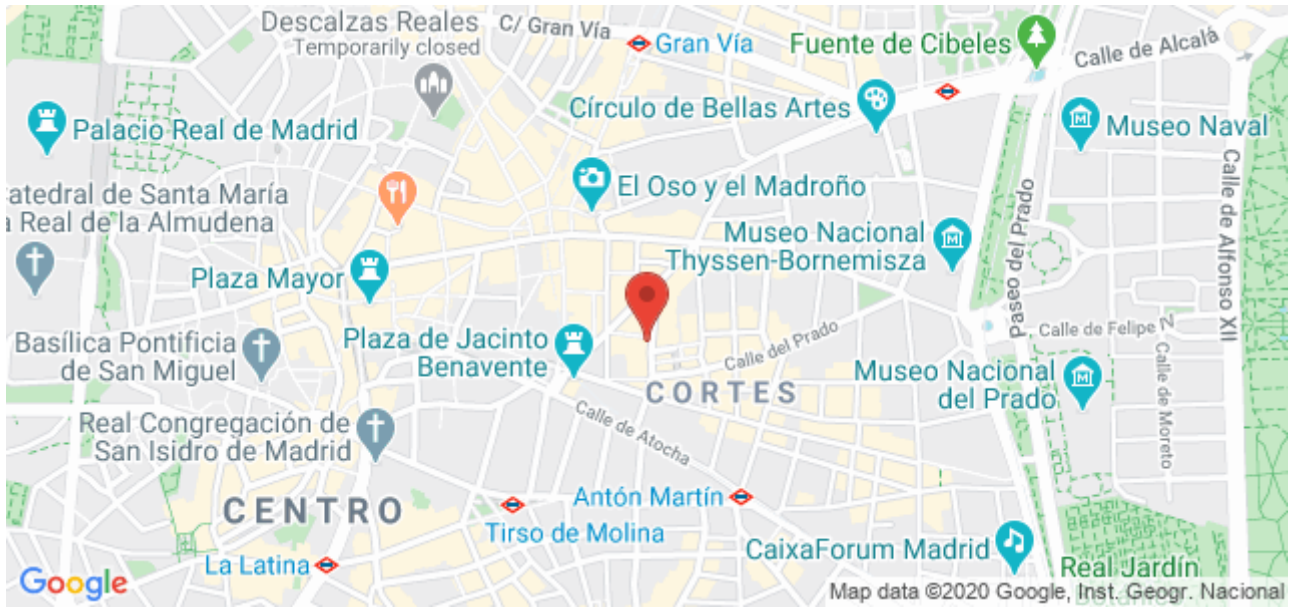 Descalzas Reales
Temporarily closed
C/ Gran Vía
Gran Vía
Fuente de Cibeles
Calle de Alcalá
Círculo de Bellas Artes
Palacio Real de Madrid
Museo Naval
El Oso y el Madroño
atedral de Santa María
a Real de la Almudena
Museo Nacional
Thyssen-Bornemisza
Paseo del Prado
Calle de Alfonso XII
Plaza Mayor
Basílica Pontificia
de San Miguel
Plaza de Jacinto
Benavente
Calle del Prado
Calle de Felipe N
Calle de Moreto
CORTES
Museo Nacional
del Prado
Real Congregación de
San Isidro de Madrid
Calle de Atocha
CENTRO
Antón Martín
Tirso de Molina
La Latina
CaixaForum Madrid
Real Jardín
Google
Map data ©2020 Google, Inst. Geogr. Nacional